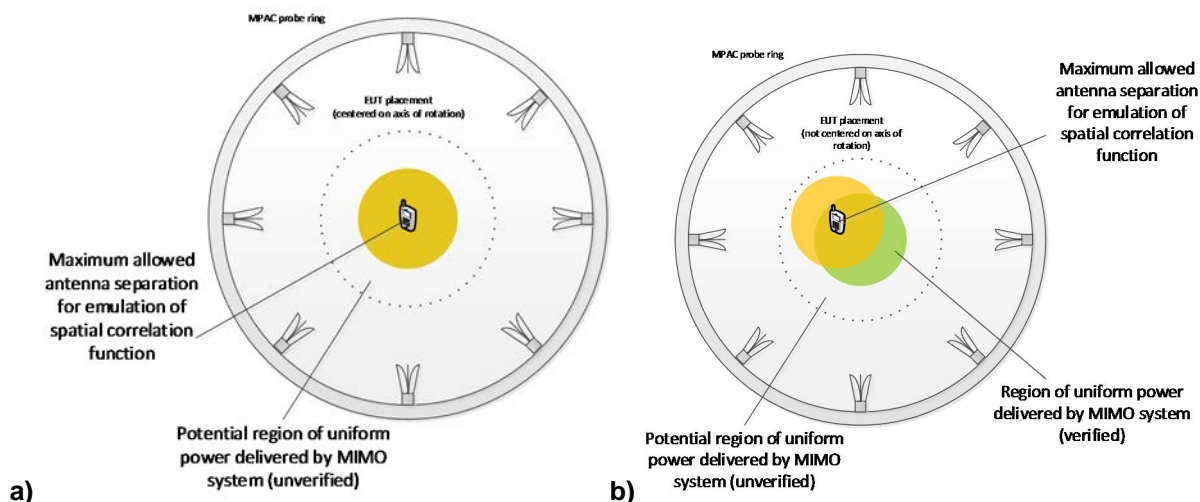 MPAC probe ring
EUT placement
(centered on axis of rotation)
Maximum allowed
antenna separation
for emulation of
spatial correlation
function
Potential region of uniform
power delivered by MIMO
system (unverified)
a)
MPAC probe ring
EUT placement
(not centered on axis of
rotation)
Maximum allowed
antenna separation
for emulation of
spatial correlation
function
Region of uniform power
delivered by MIMO system
(verified)
Potential region of uniform
power delivered by MIMO
system (unverified)
b)